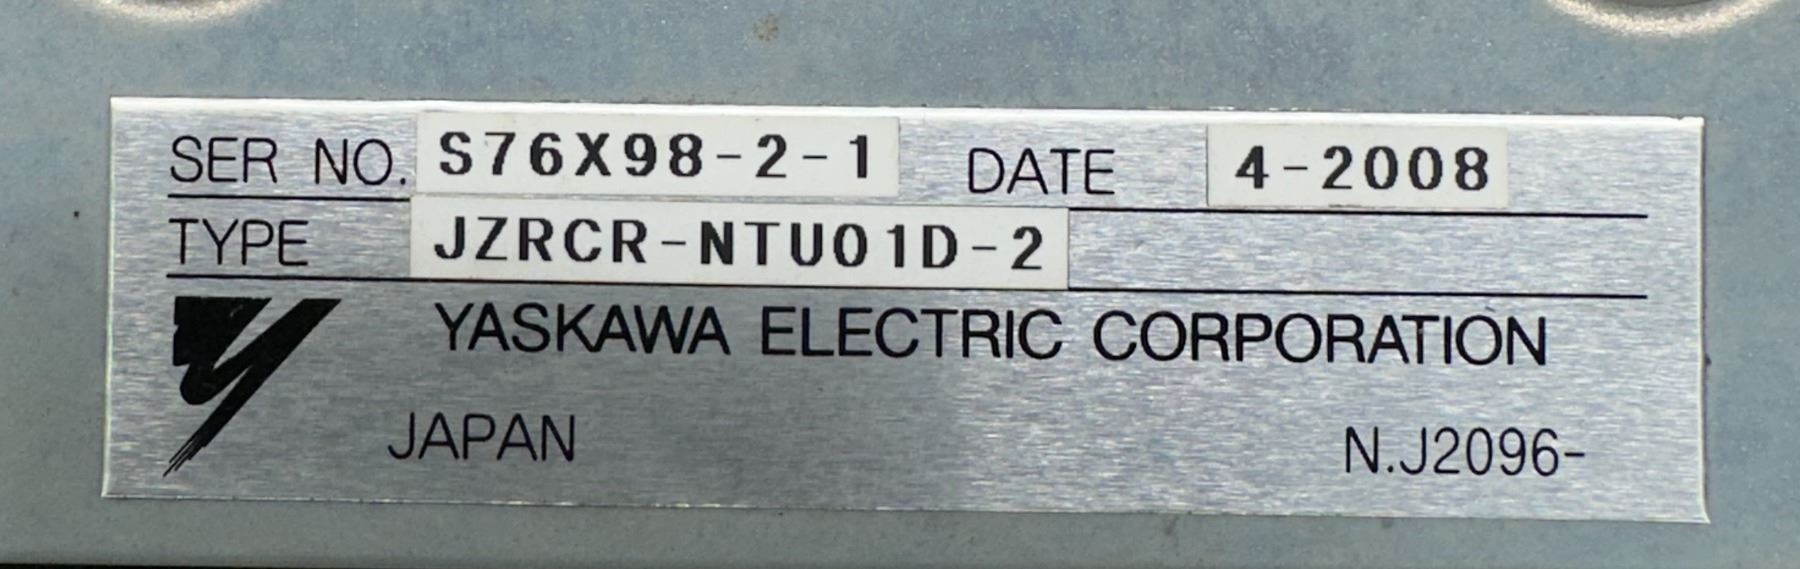 SER NO. S76X98-2-1 DATE 4-2008
TYPE JZRCR-NTU01D-2
YASKAWA ELECTRIC CORPORATION
JAPAN N.J2096-